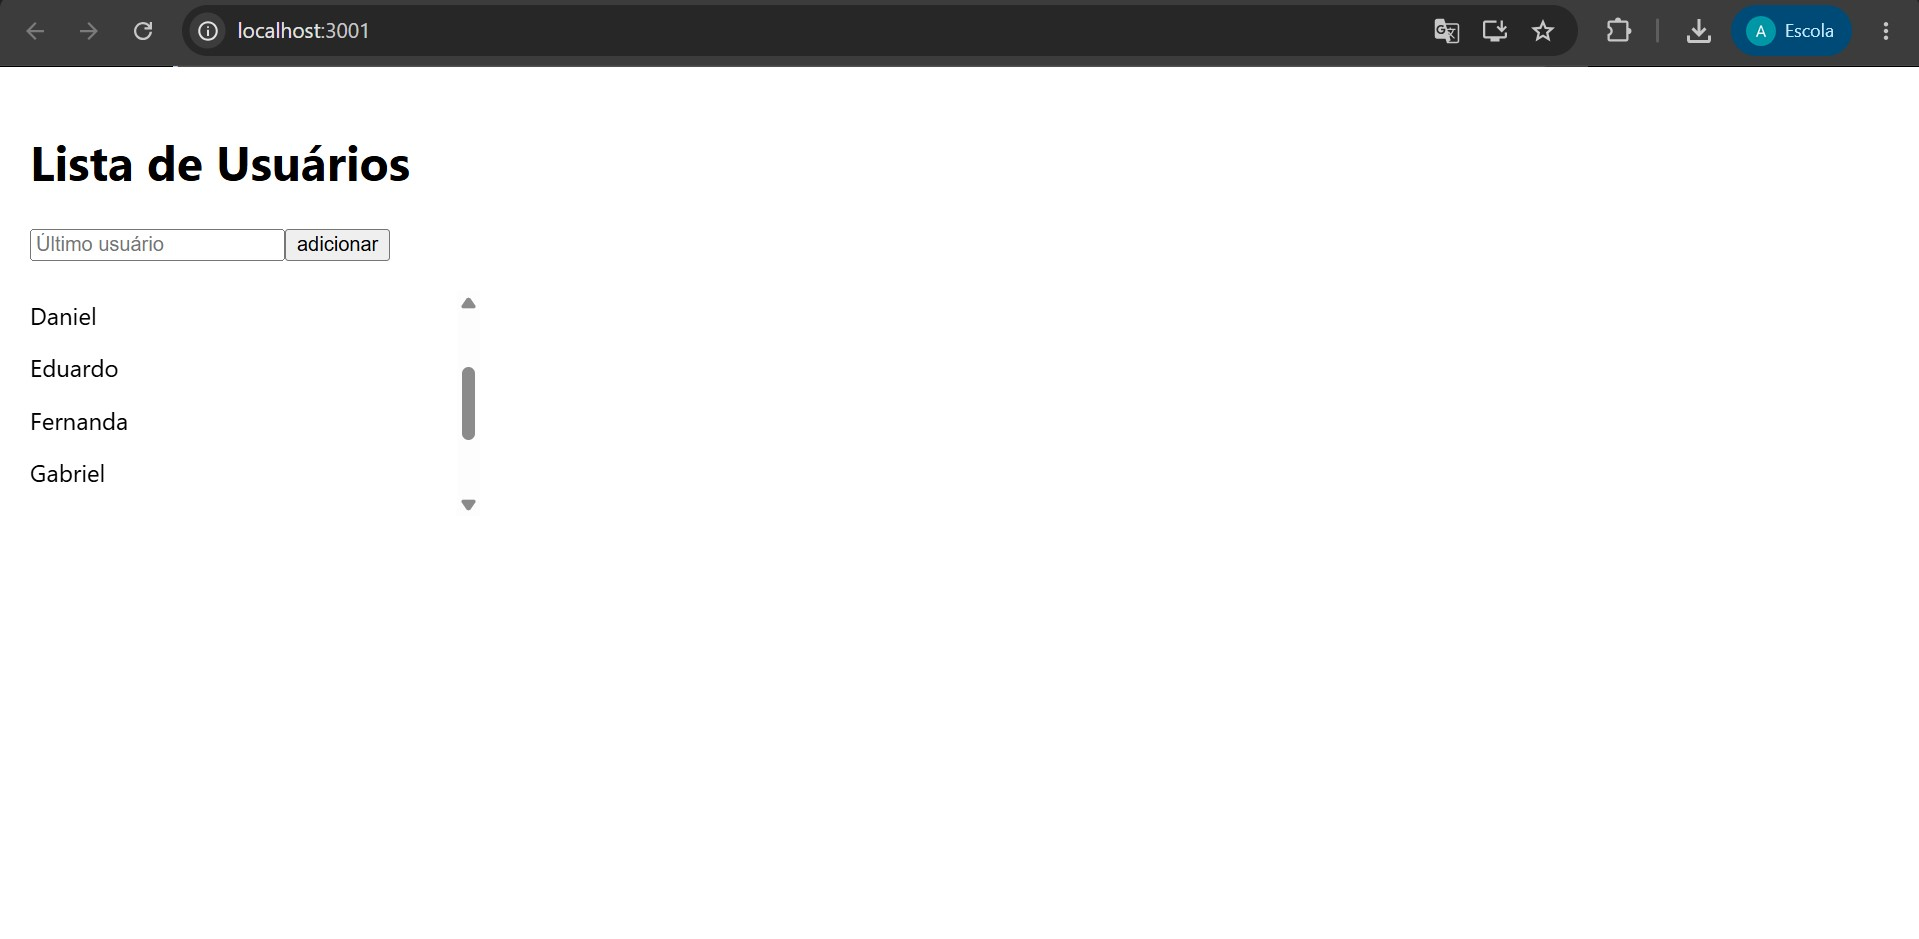 localhost:3001
A Escola
Lista de Usuários
Último usuário adicionar
Daniel
Eduardo
Fernanda
Gabriel